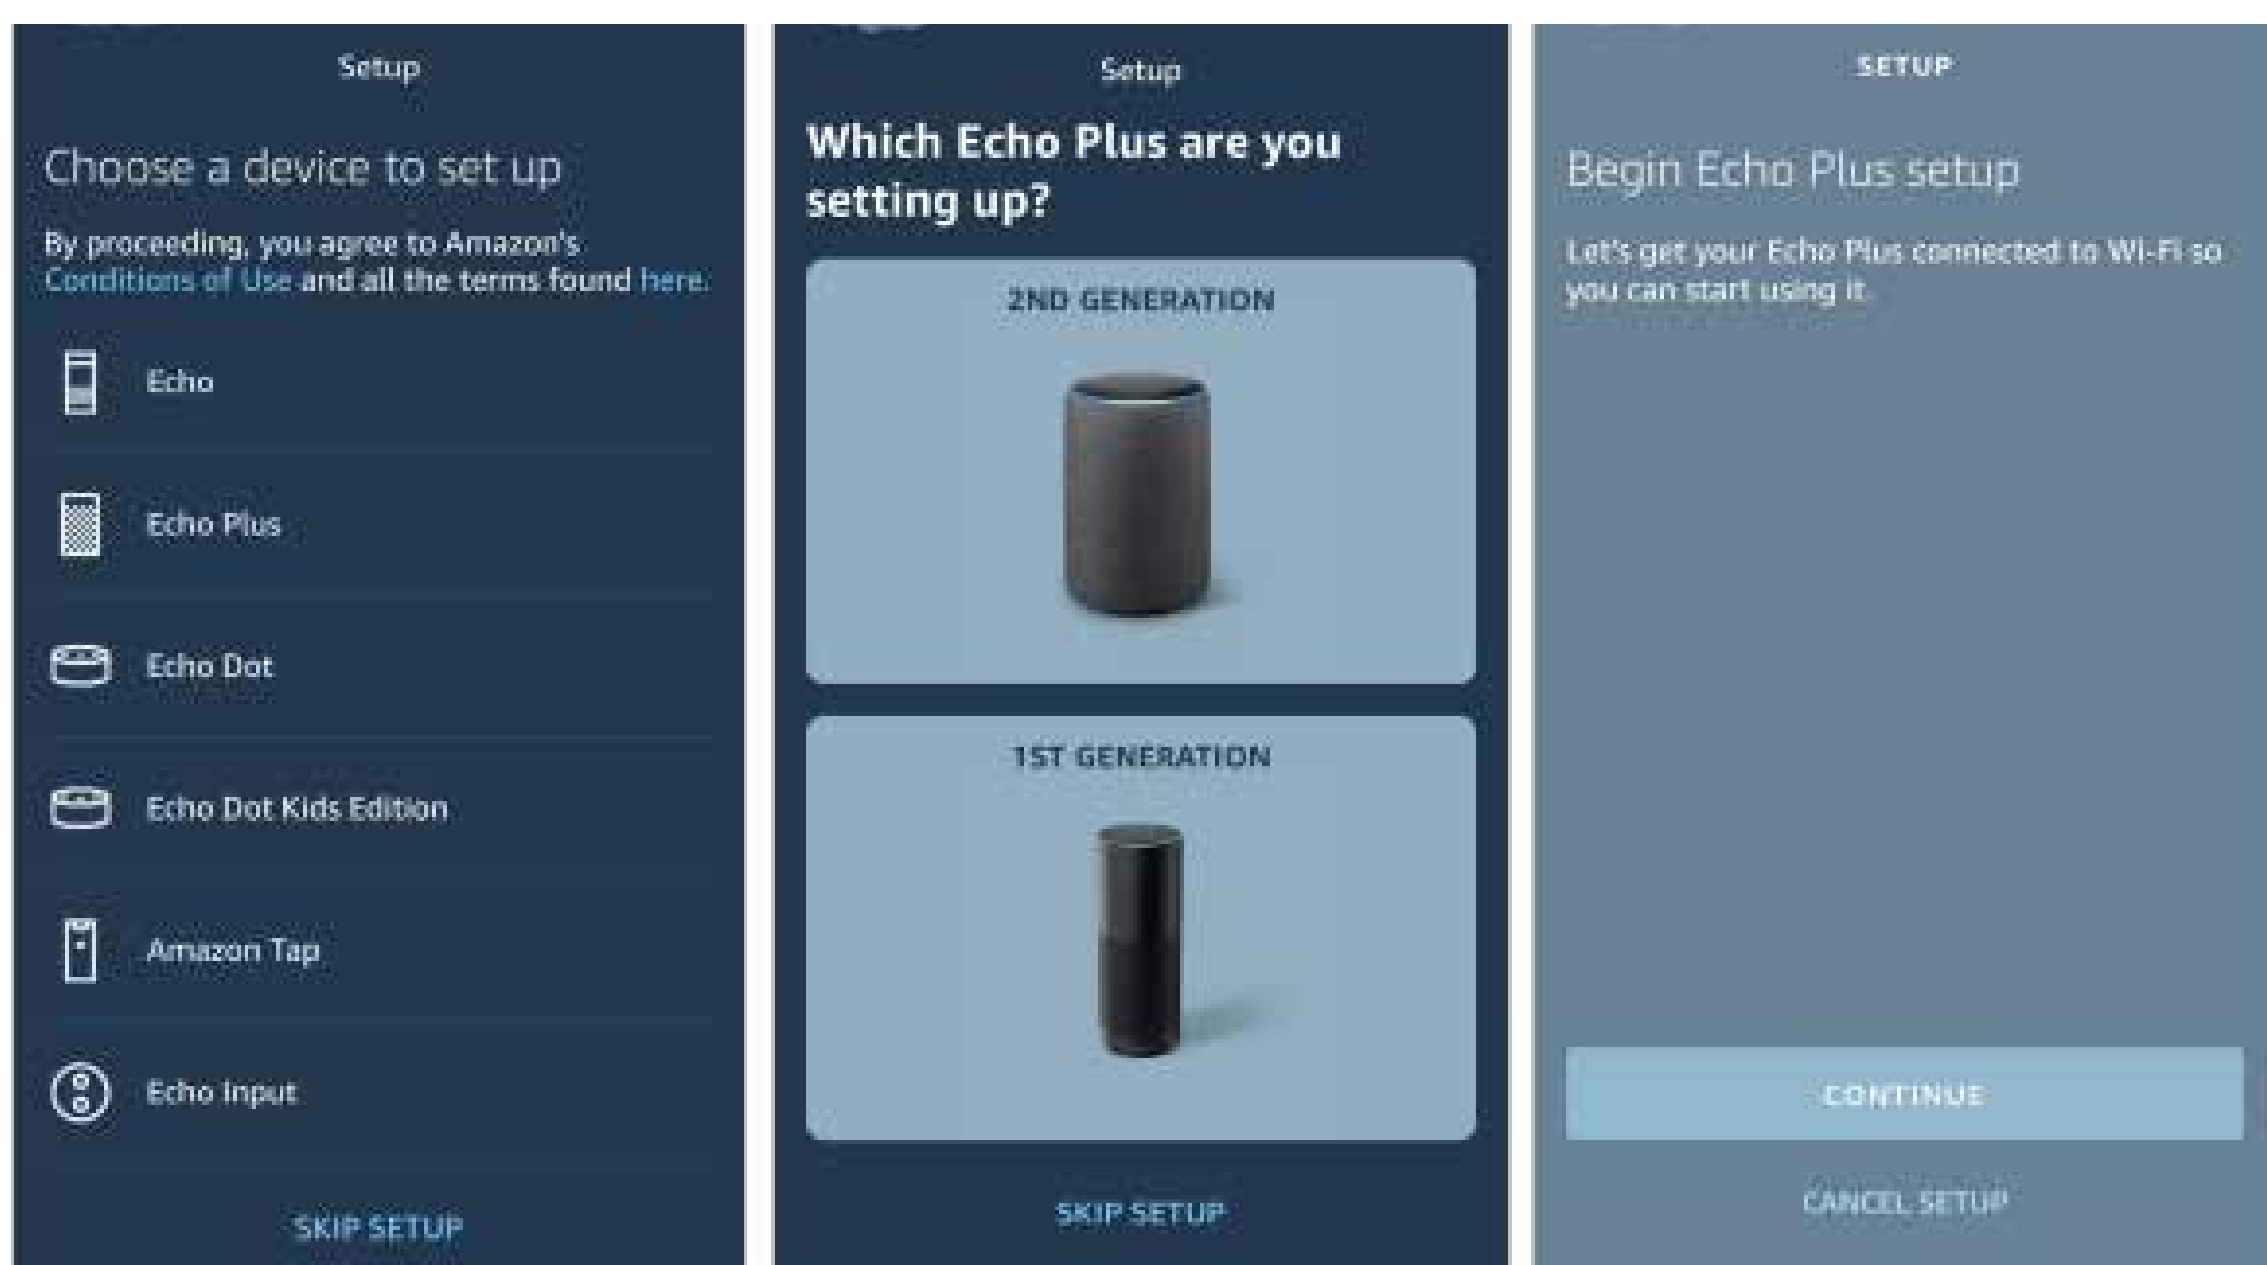 Setup
Choose a device to set up
By proceeding, you agree to Amazon's
Conditions of Use and all the terms found here.
Echo
Echo Plus
Echo Dot
Echo Dot Kids Edition
Amazon Tap
Echo Input
SKIP SETUP
Setup
Which Echo Plus are you
setting up?
2ND GENERATION
1ST GENERATION
SKIP SETUP
SETUP
Begin Echo Plus setup
Let's get your Echo Plus connected to Wi-Fi so
you can start using it.
CONTINUE
CANCEL SETUP